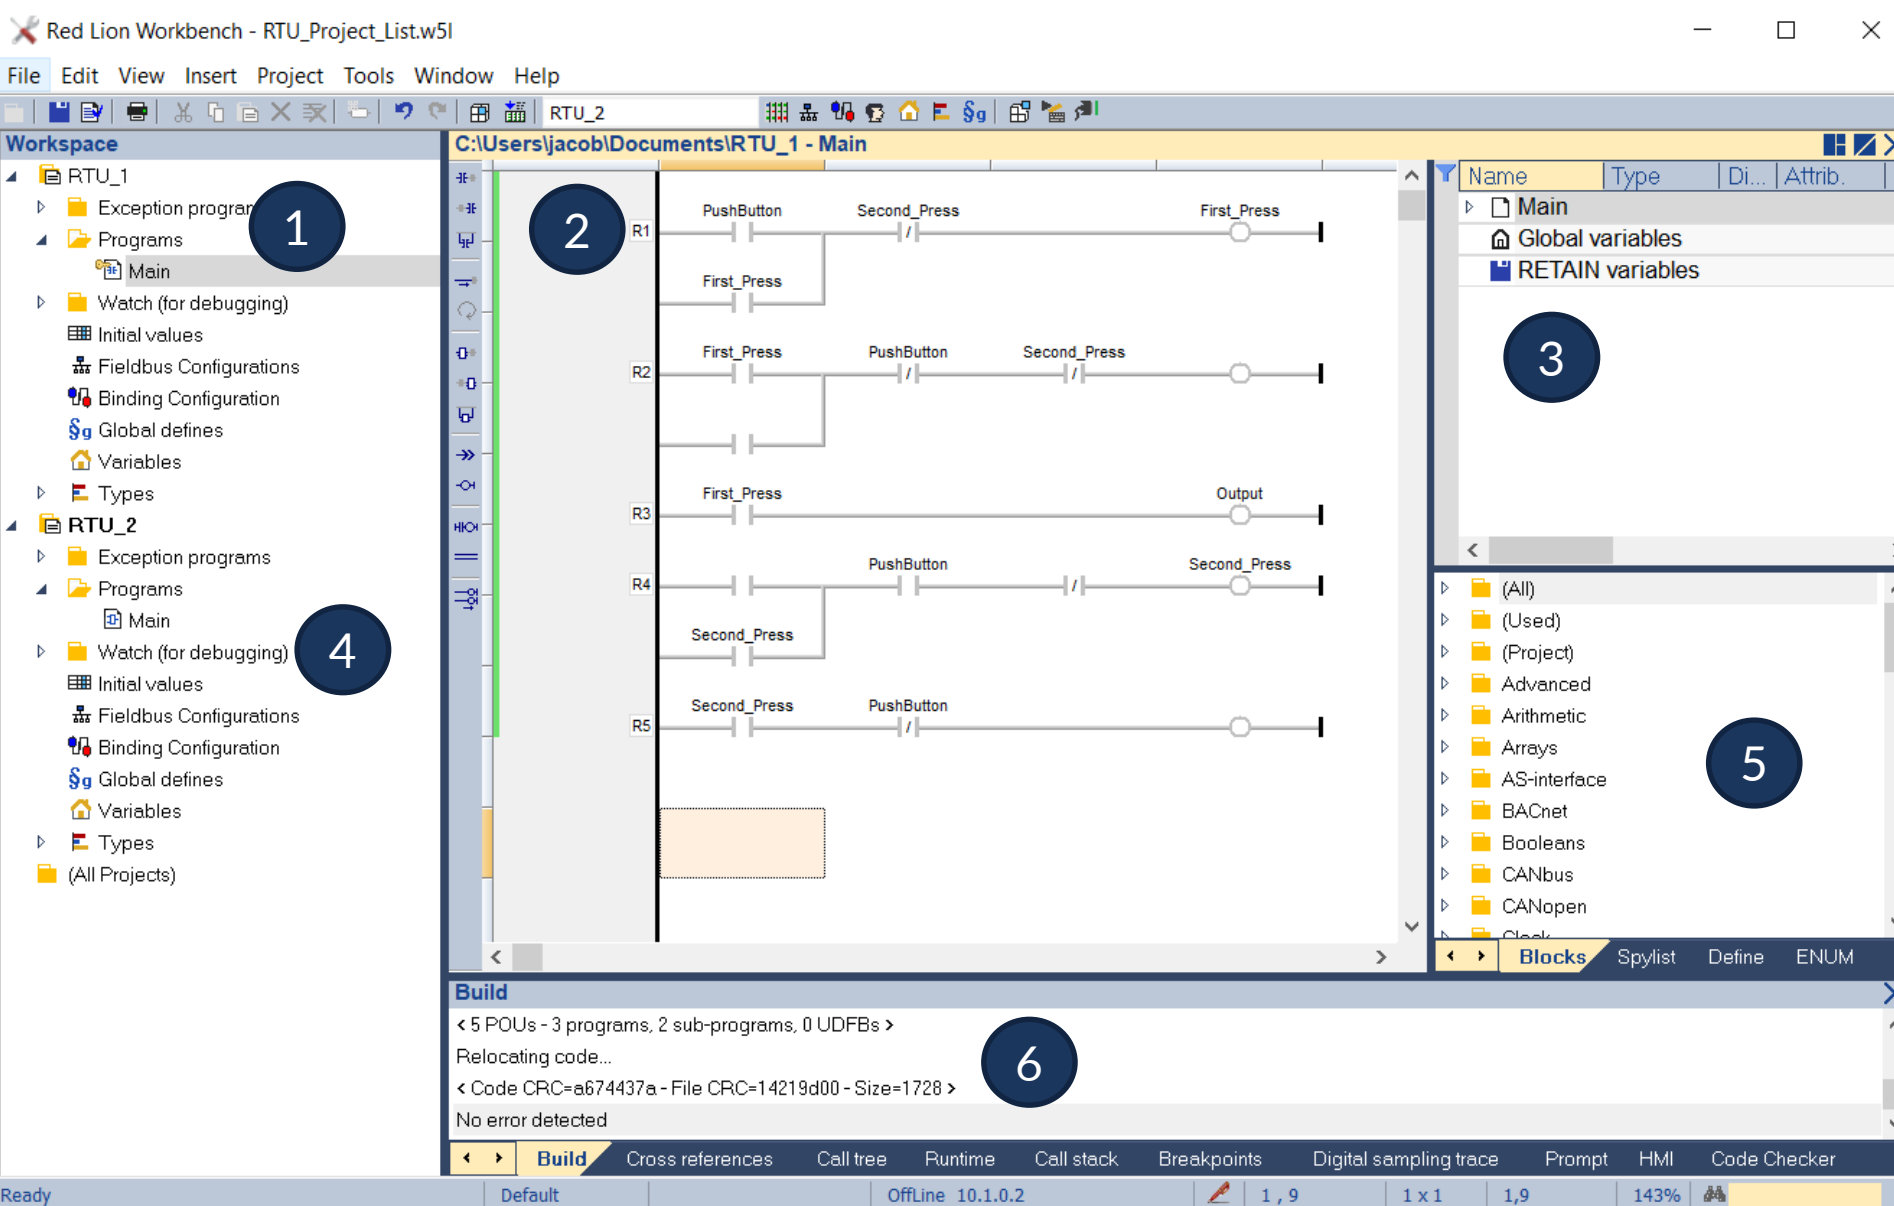 Red Lion Workbench - RTU_Project_List.w5l
File Edit View Insert Project Tools Window Help
RTU_2
Workspace
RTU_1
Exception
Programs
Main
Watch (for debugging)
Initial values
Fieldbus Configurations
Binding Configuration
Global defines
Variables
Types
RTU_2
Exception programs
Programs
Main
Watch (for debugging)
Initial values
Fieldbus Configurations
Binding Configuration
Global defines
Variables
Types
(All Projects)
1
4
C:\Users\jacob\Documents\RTU_1 - Main
2
PushButton Second_Press First_Press
R1
First_Press
First_Press PushButton Second_Press
R2
First_Press Output
R3
PushButton Second_Press
R4
Second_Press
Second_Press PushButton
R5
Name Type Di... Attrib.
Main
Global variables
RETAIN variables
3
(All)
(Used)
(Project)
Advanced
Arithmetic
Arrays
AS-interface
BACnet
Booleans
CANbus
CANopen
5
Blocks Spylist Define ENUM
Build
< 5 POUs - 3 programs, 2 sub-programs, 0 UDFBs >
Relocating code...
< Code CRC=a674437a - File CRC=14219d00 - Size=1728 >
No error detected
6
Build Cross references Call tree Runtime Call stack Breakpoints Digital sampling trace Prompt HMI Code Checker
Ready Default OffLine 10.1.0.2 1 , 9 1 x 1 1,9 143%